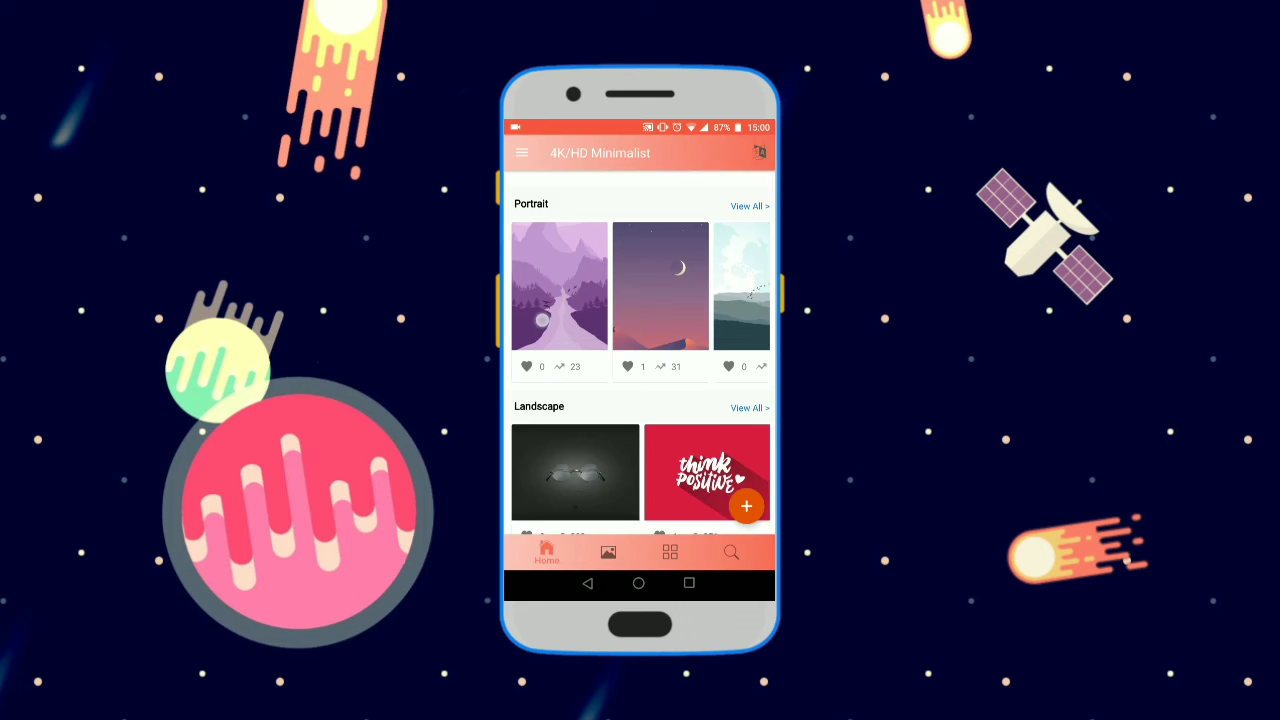 87% 15:00
4K/HD Minimalist
Portrait
View All >
0 23
1 31
0
Landscape
View All >
think
positive
Home